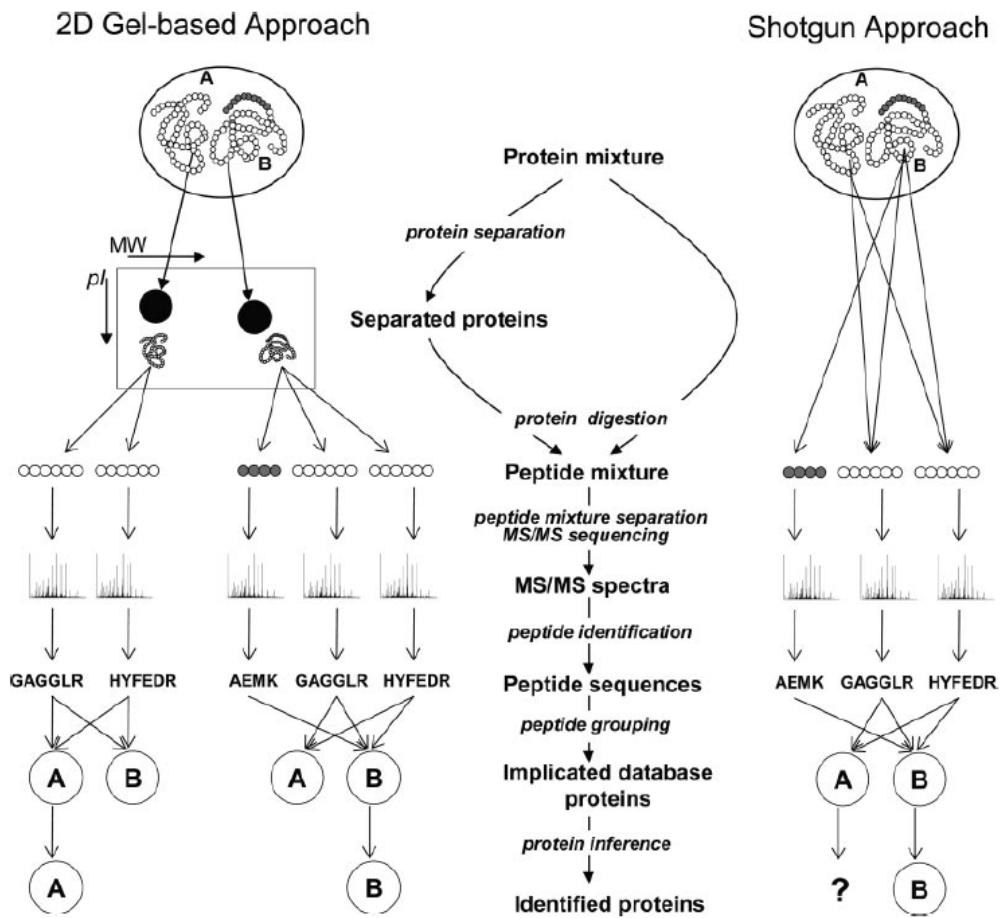 2D Gel-based Approach
Shotgun Approach
A
B
MW
pI
GAGGLR HYFEDR
AEMK GAGGLR HYFEDR
A B
A B
A
B
Protein mixture
protein separation
Separated proteins
protein digestion
Peptide mixture
peptide mixture separation
MS/MS sequencing
MS/MS spectra
peptide identification
Peptide sequences
peptide grouping
Implicated database
proteins
protein inference
Identified proteins
A
B
AEMK GAGGLR HYFEDR
A B
? B